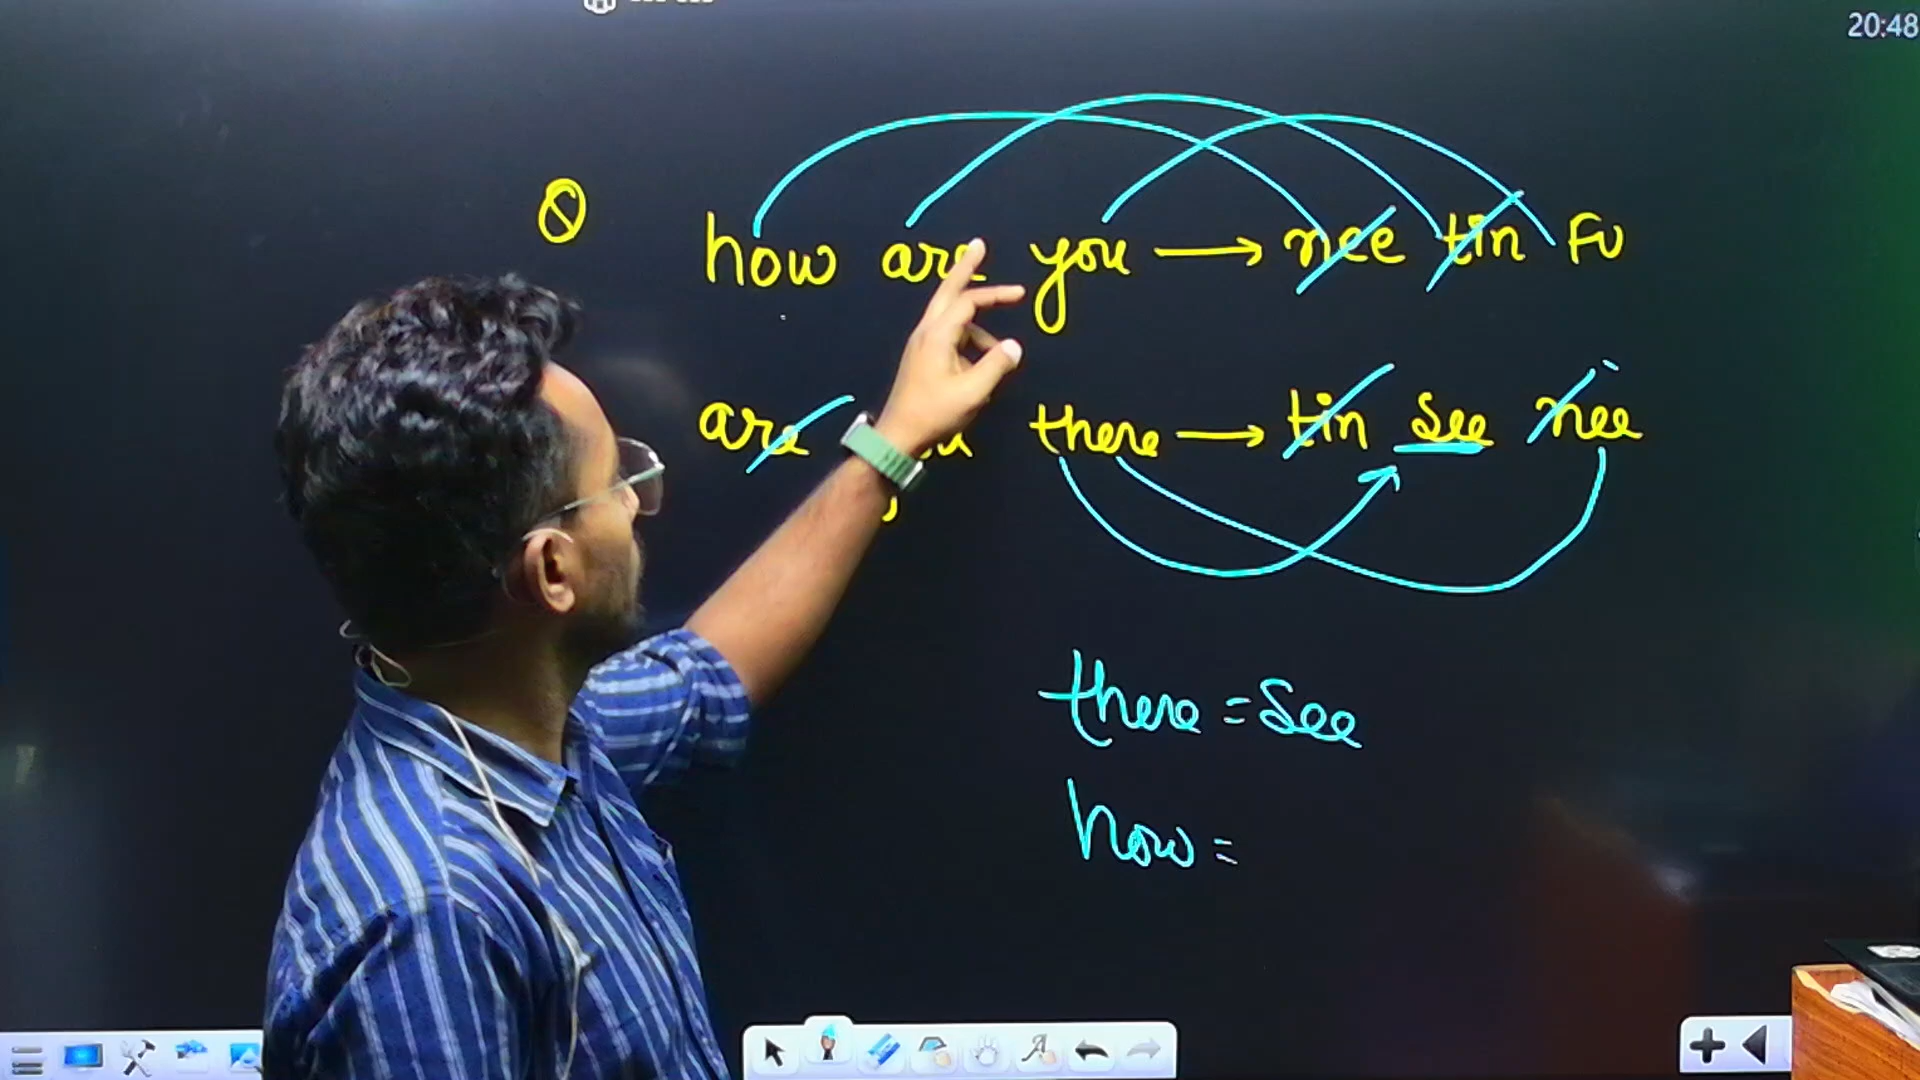 20:48
Q how are you → nee tin Fu
are there → tin see nee
there = See
how =